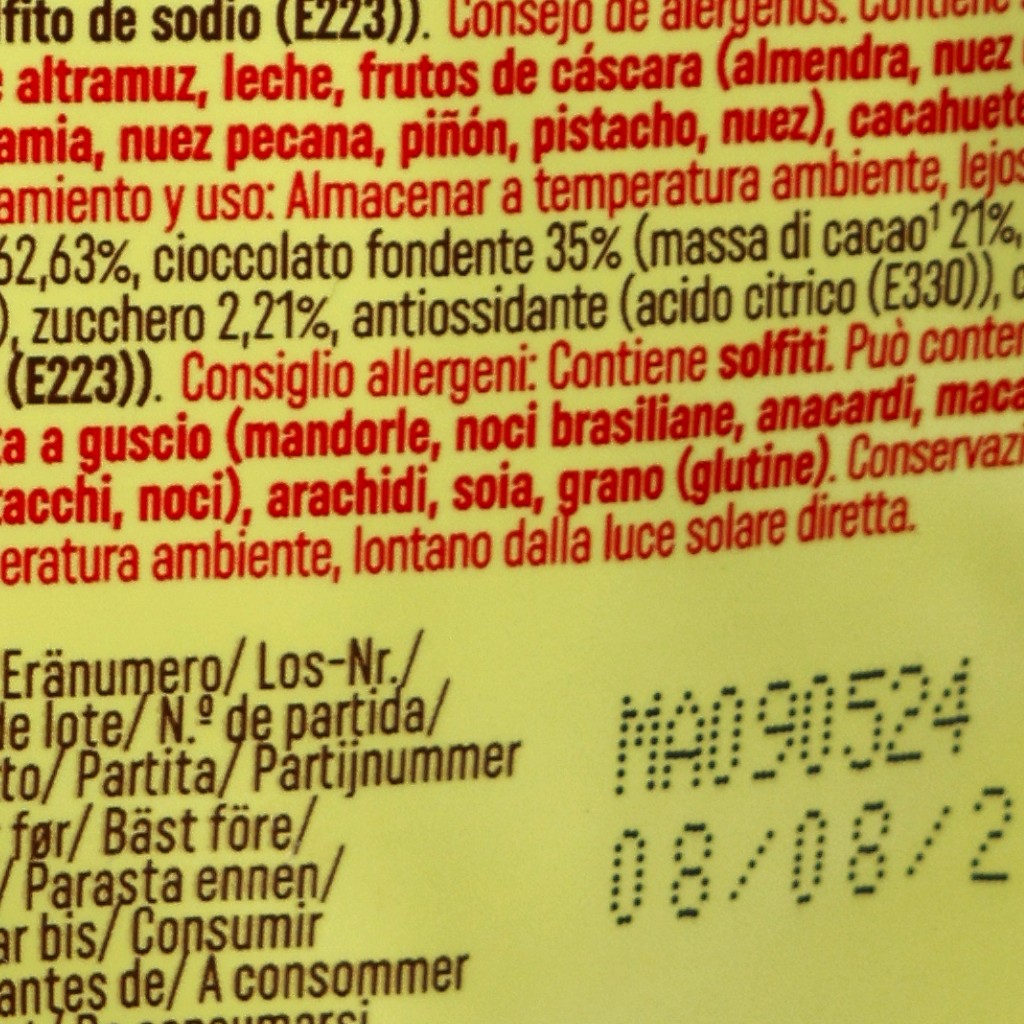 fito de sodio (E223)). Consejo de alérgenos: Contiene
altramuz, leche, frutos de cáscara (almendra, nuez
amia, nuez pecana, piñón, pistacho, nuez), cacahuete
amiento y uso: Almacenar a temperatura ambiente, lejos
62,63%, cioccolato fondente 35% (massa di cacao¹ 21%,
), zucchero 2,21%, antiossidante (acido citrico (E330)), c
(E223)). Consiglio allergeni: Contiene solfiti. Può conten
ta a guscio (mandorle, noci brasiliane, anacardi, maca
tacchi, noci), arachidi, soia, grano (glutine). Conservazi
eratura ambiente, lontano dalla luce solare diretta.
Eränumero/ Los-Nr./
de lote/ N.º de partida/
to/ Partita/ Partijnummer
før/ Bäst före/
/ Parasta ennen/
ar bis/ Consumir
antes de/ A consommer
MA090524
08/08/2